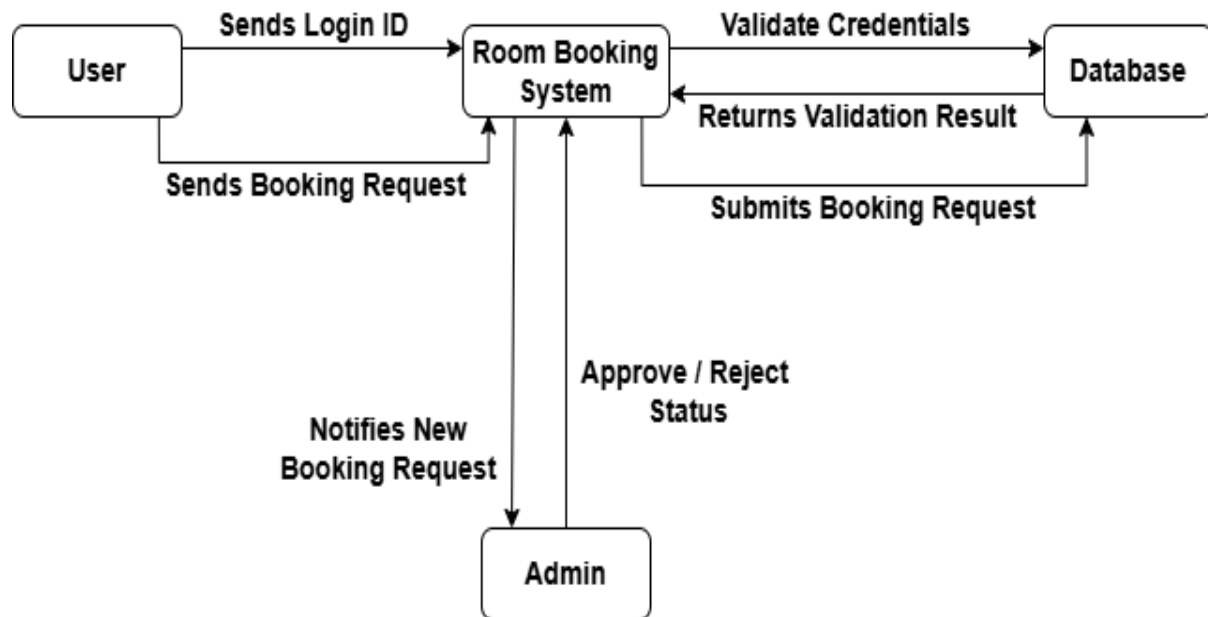 Sends Login ID
Validate Credentials
User
Room Booking
System
Database
Returns Validation Result
Sends Booking Request
Submits Booking Request
Approve / Reject
Status
Notifies New
Booking Request
Admin